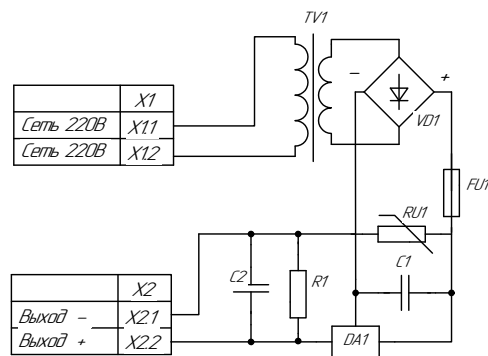 TV1
X1
Сеть 220В X1.1
Сеть 220В X1.2
− +
VD1
FU1
RU1
C2 R1 C1
X2
Выход − X2.1
Выход + X2.2
DA1